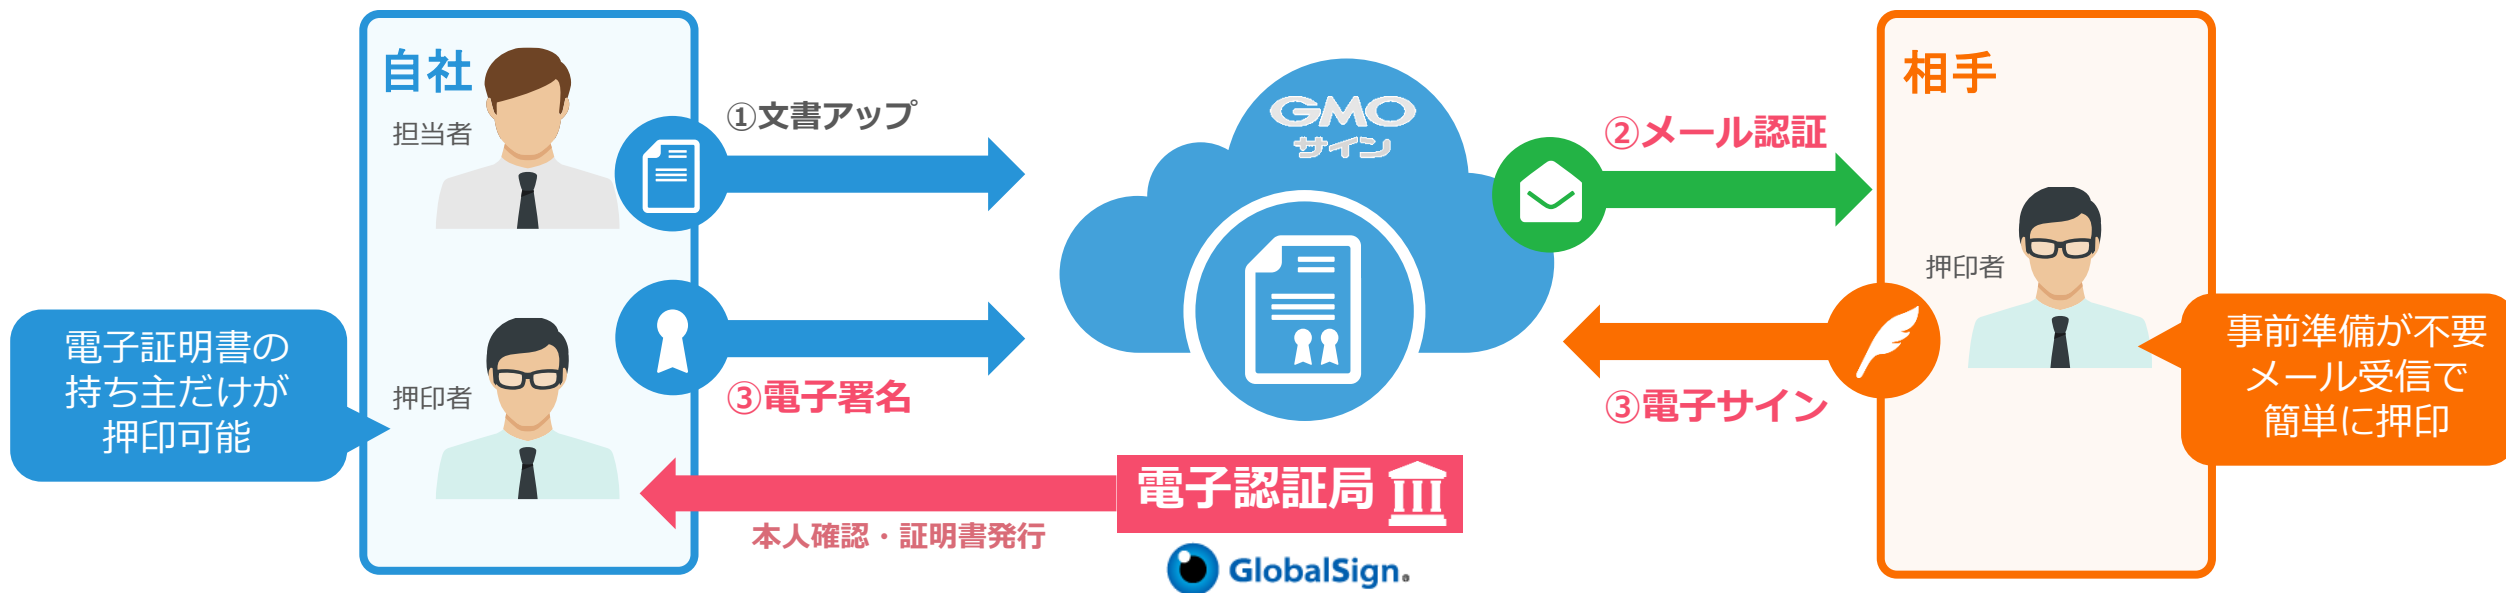 自社
担当者
①文書アップ
GMO
サイン
②メール認証
相手
押印者
電子証明書の
持ち主だけが
押印可能
押印者
③電子署名
③電子サイン
事前準備が不要
メール受信で
簡単に押印
電子認証局
本人確認・証明書発行
GlobalSign®